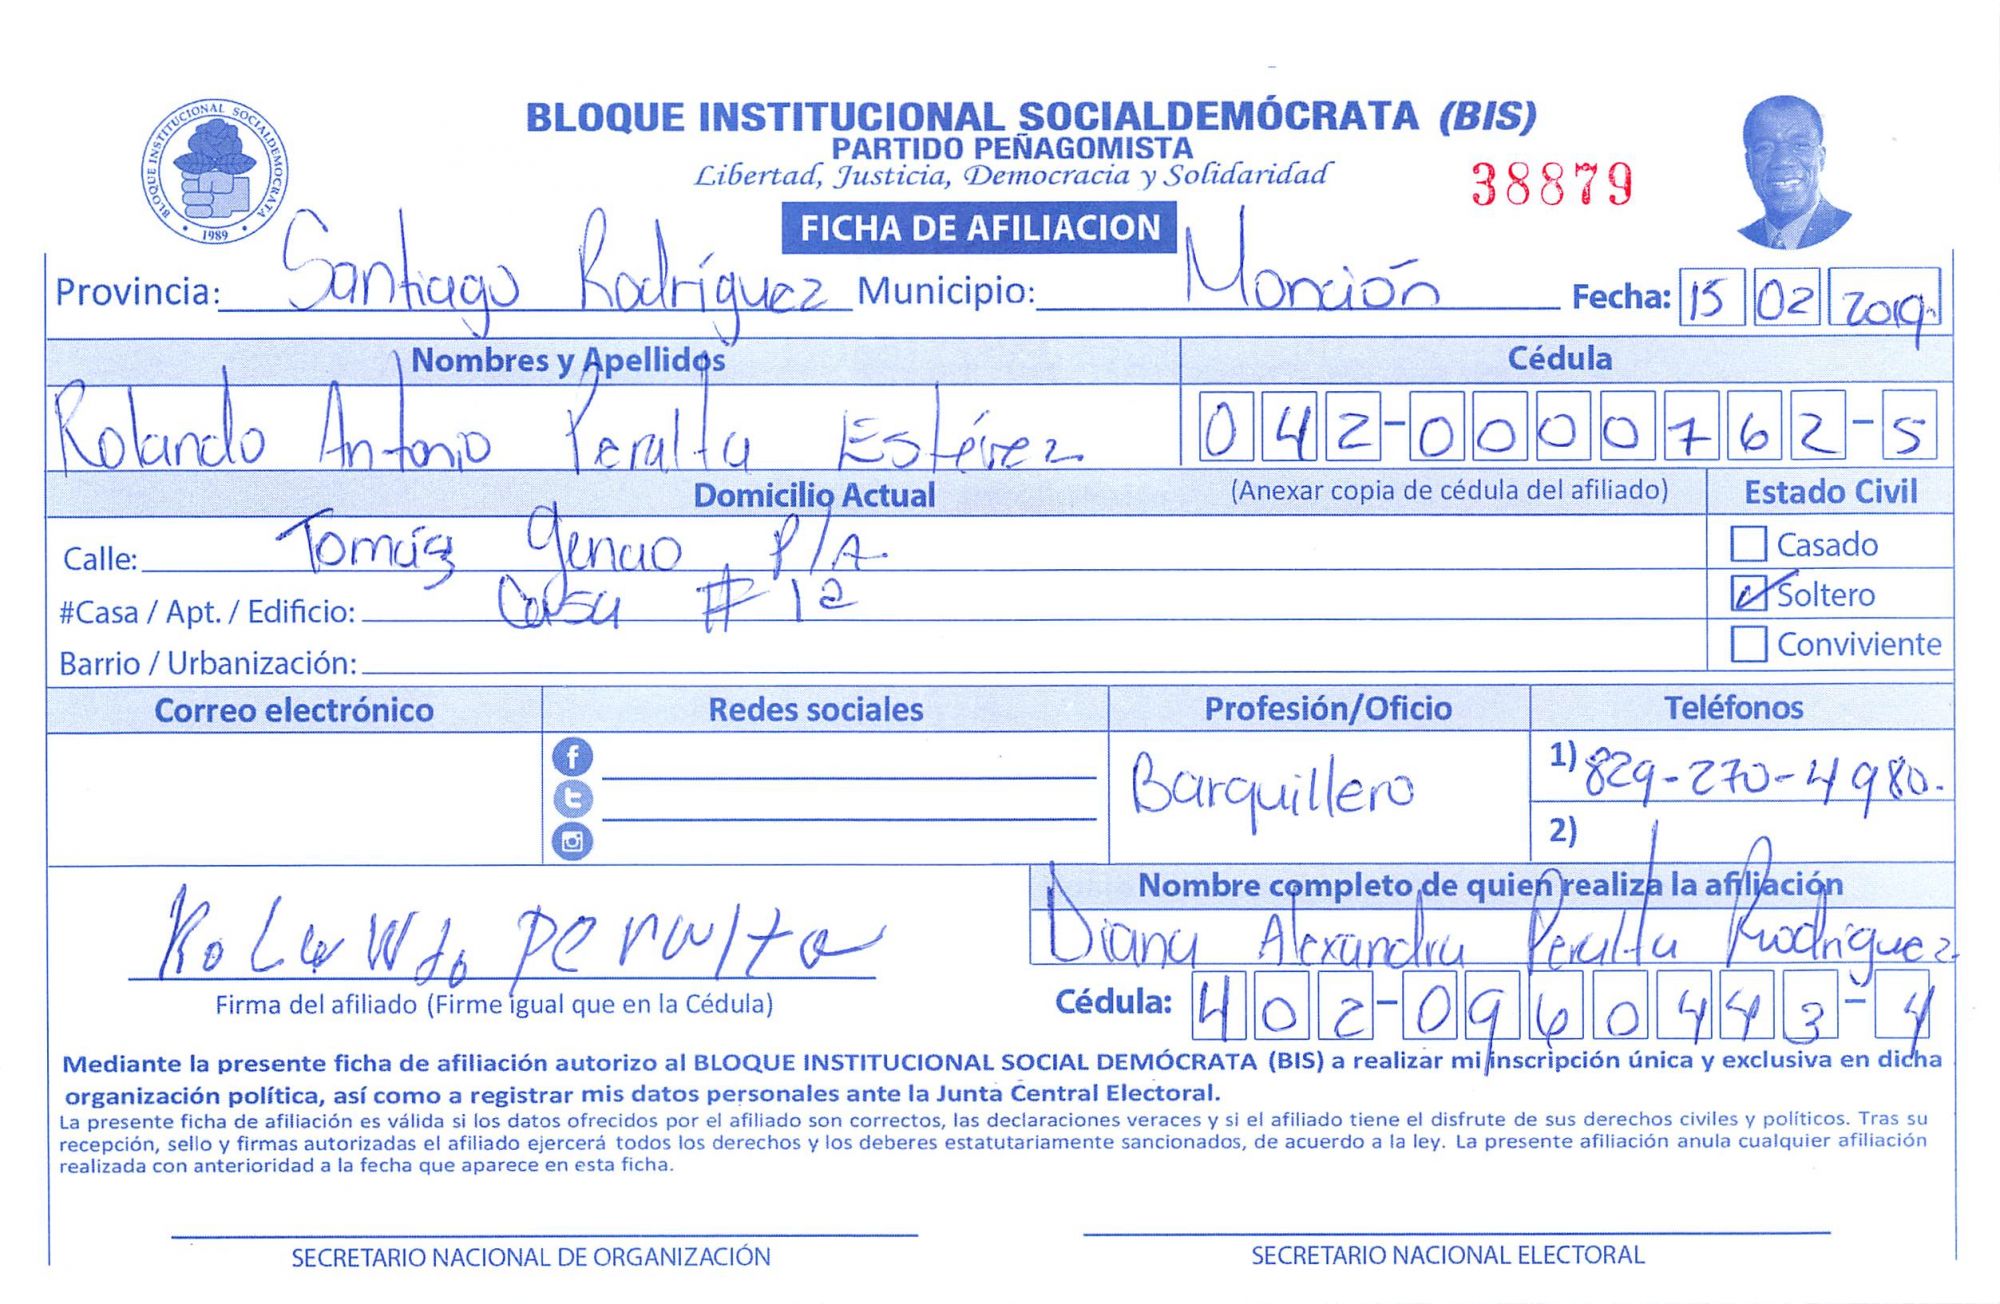 BLOQUE INSTITUCIONAL SOCIALDEMÓCRATA (BIS)
PARTIDO PEÑAGOMISTA
Libertad, Justicia, Democracia y Solidaridad
38879
BLOQUE INSTITUCIONAL SOCIALDEMOCRATA
1989
FICHA DE AFILIACION
Provincia: Santiago Rodríguez Municipio: Monción Fecha: 15 02 2019.
Nombres y Apellidos Cédula
Rolando Antonio Peralta Estévez 042-0000762-5
Domicilio Actual (Anexar copia de cédula del afiliado) Estado Civil
Calle: Tomás Genao P/A. Casado
#Casa / Apt. / Edificio: Casa # 12 Soltero
Barrio / Urbanización: Conviviente
Correo electrónico Redes sociales Profesión/Oficio Teléfonos
Barquillero 1) 829-270-4980.
2)
Nombre completo de quien realiza la afiliación
Rolando peralta Diana Alexandra Peralta Rodríguez
Firma del afiliado (Firme igual que en la Cédula) Cédula: 402-0960443-4
Mediante la presente ficha de afiliación autorizo al BLOQUE INSTITUCIONAL SOCIAL DEMÓCRATA (BIS) a realizar mi inscripción única y exclusiva en dicha
organización política, así como a registrar mis datos personales ante la Junta Central Electoral.
La presente ficha de afiliación es válida si los datos ofrecidos por el afiliado son correctos, las declaraciones veraces y si el afiliado tiene el disfrute de sus derechos civiles y políticos. Tras su
recepción, sello y firmas autorizadas el afiliado ejercerá todos los derechos y los deberes estatutariamente sancionados, de acuerdo a la ley. La presente afiliación anula cualquier afiliación
realizada con anterioridad a la fecha que aparece en esta ficha.
SECRETARIO NACIONAL DE ORGANIZACIÓN SECRETARIO NACIONAL ELECTORAL